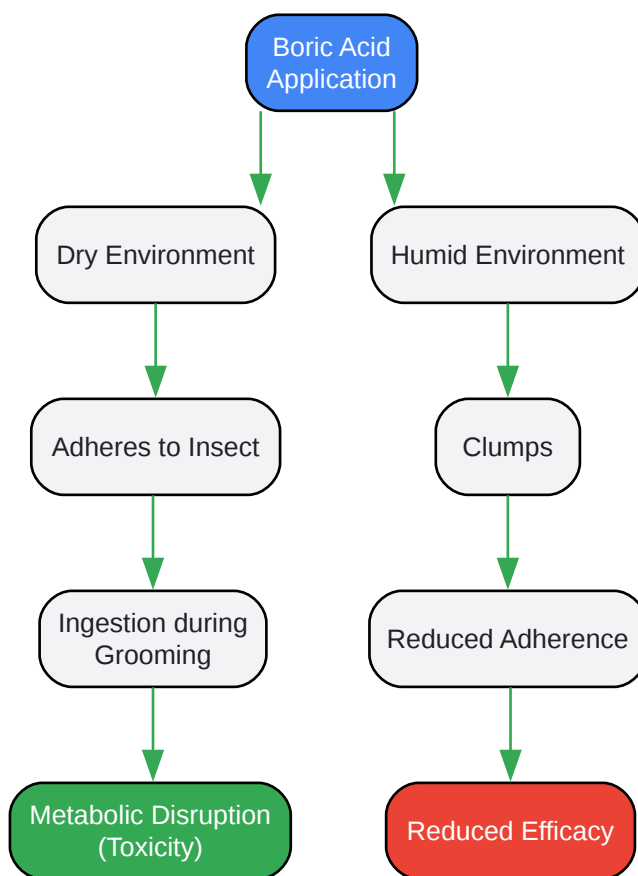 Boric Acid
Application
Dry Environment
Humid Environment
Adheres to Insect
Clumps
Ingestion during
Grooming
Reduced Adherence
Metabolic Disruption
(Toxicity)
Reduced Efficacy